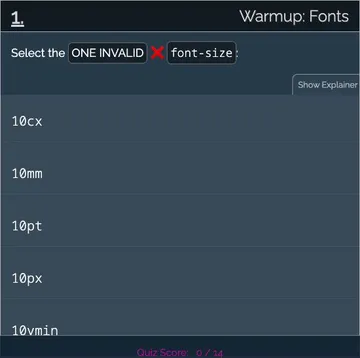 1.
Warmup: Fonts
Select the ONE INVALID ❌ font-size:
Show Explainer
10cx
10mm
10pt
10px
10vmin
Quiz Score: 0 / 14